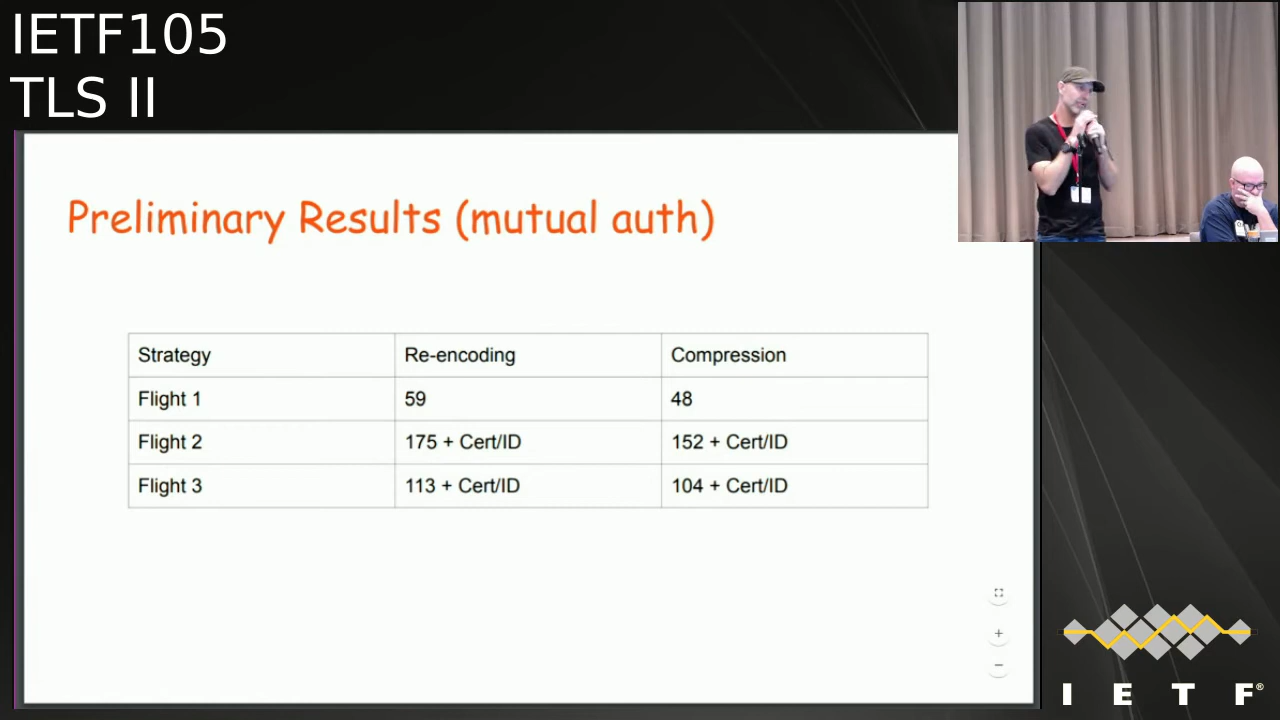 IETF105
TLS II
Preliminary Results (mutual auth)
Strategy Re-encoding Compression
Flight 1 59 48
Flight 2 175 + Cert/ID 152 + Cert/ID
Flight 3 113 + Cert/ID 104 + Cert/ID
I E T F®